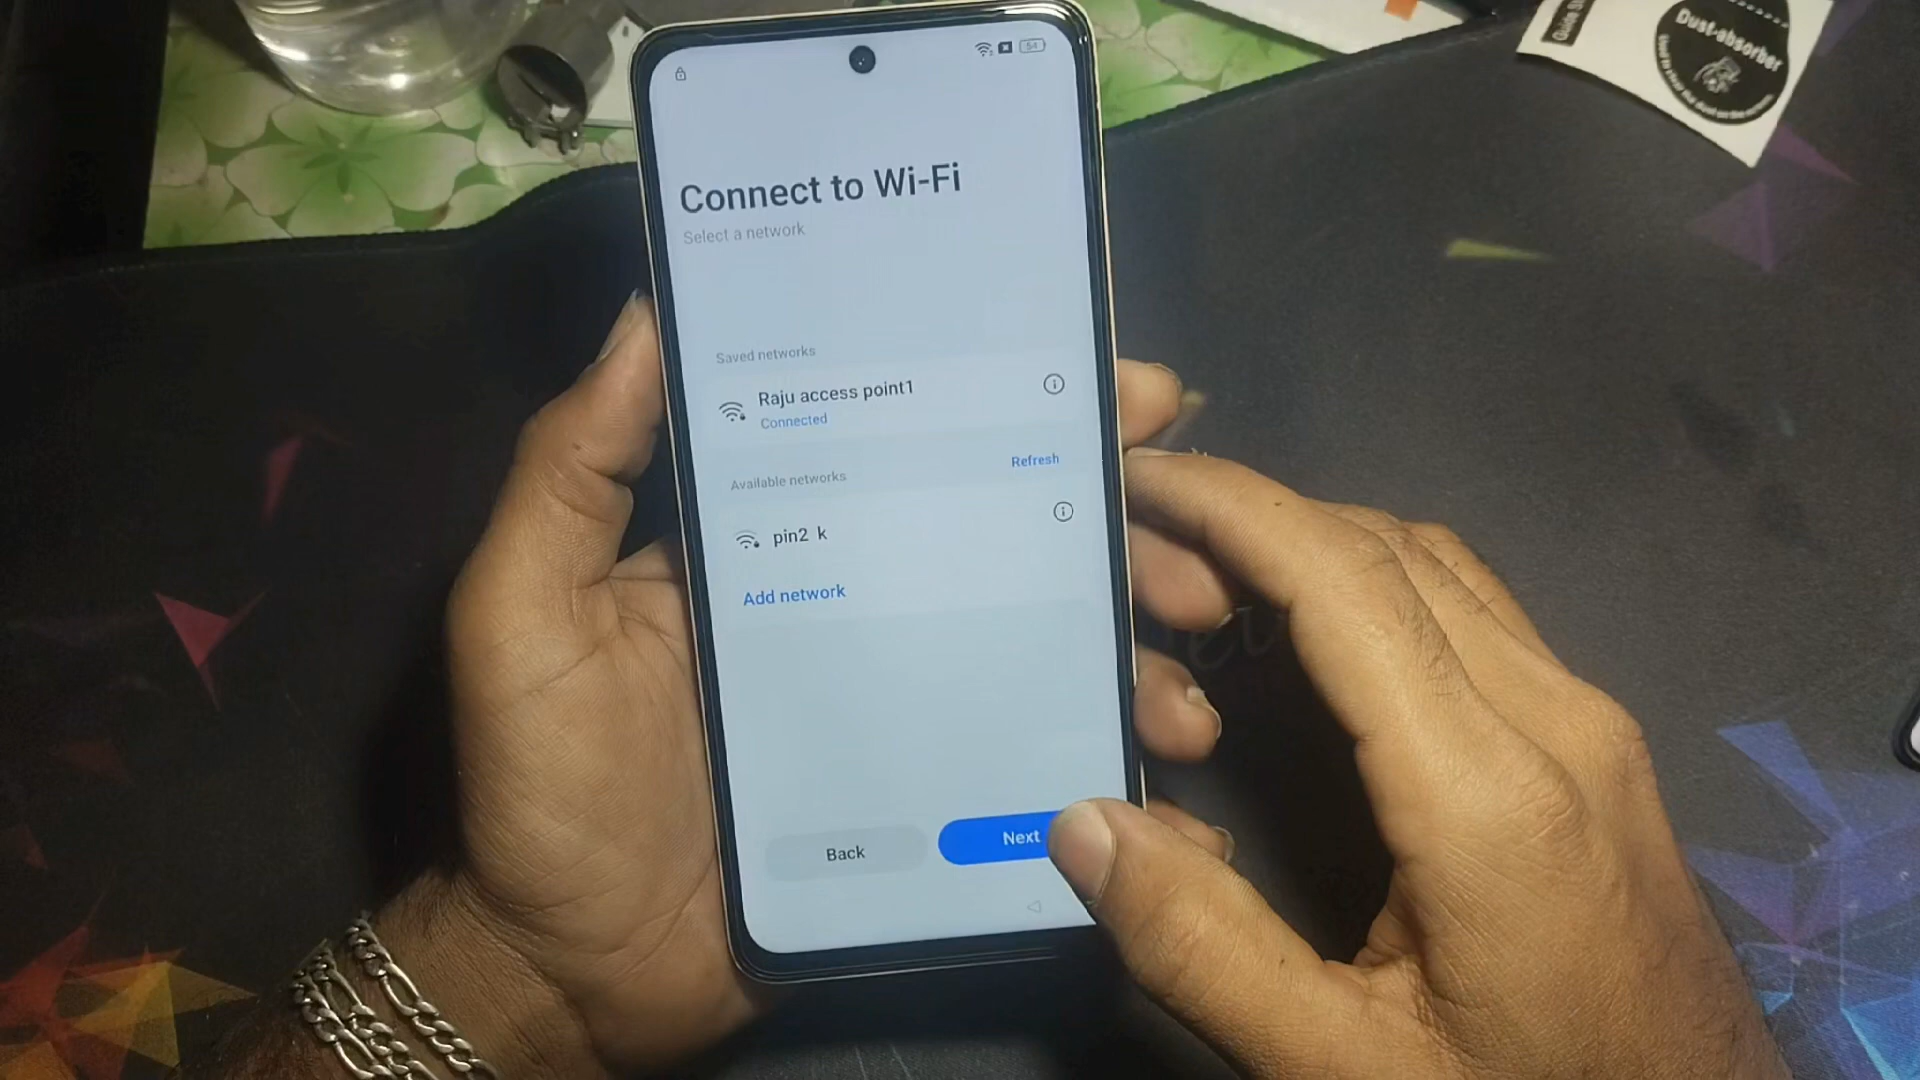 54
Connect to Wi-Fi
Select a network
Saved networks
Raju access point1
Connected
Available networks
Refresh
pin2 k
Add network
Back
Next
Dust-absorber